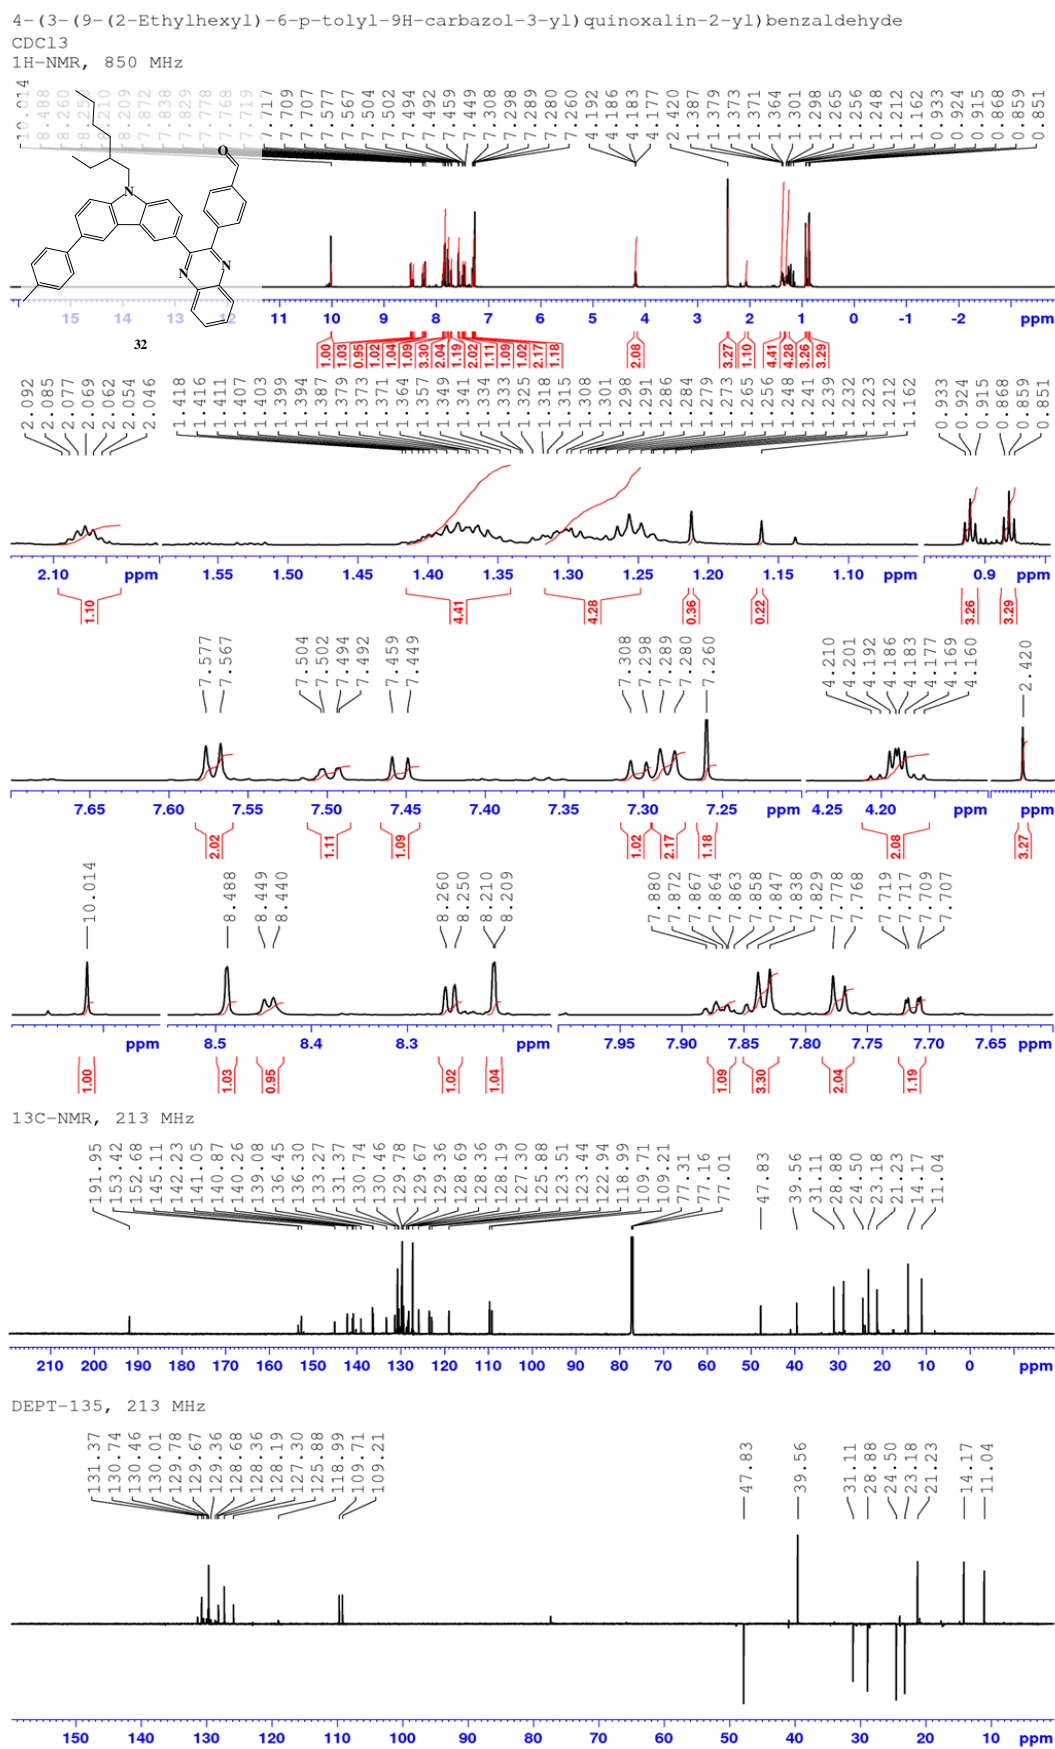 4-(3-(9-(2-Ethylhexyl)-6-p-tolyl-9H-carbazol-3-yl)quinoxalin-2-yl)benzaldehyde
CDCl3
1H-NMR, 850 MHz
10.014 8.488 8.260 8.250 8.210 8.209 7.872 7.838 7.829 7.778 7.768 7.719 7.717 7.709 7.707 7.577 7.567 7.504 7.502 7.494 7.492 7.459 7.449 7.308 7.298 7.289 7.280 7.260 4.192 4.186 4.183 4.177 2.420 1.387 1.379 1.373 1.371 1.364 1.301 1.298 1.265 1.256 1.248 1.212 1.162 0.933 0.924 0.915 0.868 0.859 0.851
O
N
N
N
15 14 13 12 11 10 9 8 7 6 5 4 3 2 1 0 -1 -2 ppm
32
1.00 1.03 0.95 1.02 1.04 1.09 3.30 2.04 1.19 2.02 1.11 1.09 1.02 2.17 1.18 2.08 3.27 1.10 4.41 4.28 3.26 3.29
2.092 2.085 2.077 2.069 2.062 2.054 2.046 1.418 1.416 1.411 1.407 1.403 1.399 1.394 1.387 1.379 1.373 1.371 1.364 1.357 1.349 1.341 1.334 1.333 1.325 1.318 1.315 1.308 1.301 1.298 1.291 1.286 1.284 1.279 1.273 1.265 1.256 1.248 1.241 1.239 1.232 1.223 1.212 1.162 0.933 0.924 0.915 0.868 0.859 0.851
2.10 ppm 1.55 1.50 1.45 1.40 1.35 1.30 1.25 1.20 1.15 1.10 ppm 0.9 ppm
1.10 4.41 4.28 0.36 0.22 3.26 3.29
7.577 7.567 7.504 7.502 7.494 7.492 7.459 7.449 7.308 7.298 7.289 7.280 7.260 4.210 4.201 4.192 4.186 4.183 4.177 4.169 4.160 2.420
7.65 7.60 7.55 7.50 7.45 7.40 7.35 7.30 7.25 ppm 4.25 4.20 ppm ppm
2.02 1.11 1.09 1.02 2.17 1.18 2.08 3.27
10.014 8.488 8.449 8.440 8.260 8.250 8.210 8.209 7.880 7.872 7.867 7.864 7.863 7.858 7.847 7.838 7.829 7.778 7.768 7.719 7.717 7.709 7.707
ppm 8.5 8.4 8.3 ppm 7.95 7.90 7.85 7.80 7.75 7.70 7.65 ppm
1.00 1.03 0.95 1.02 1.04 1.09 3.30 2.04 1.19
13C-NMR, 213 MHz
191.95 153.42 152.68 145.11 142.23 141.05 140.87 140.26 139.08 136.45 136.30 133.27 131.37 130.74 130.46 129.78 129.67 129.36 128.69 128.36 128.19 127.30 125.88 123.51 123.44 122.94 118.99 109.71 109.21 77.31 77.16 77.01 47.83 39.56 31.11 28.88 24.50 23.18 21.23 14.17 11.04
210 200 190 180 170 160 150 140 130 120 110 100 90 80 70 60 50 40 30 20 10 0 ppm
DEPT-135, 213 MHz
131.37 130.74 130.46 130.01 129.78 129.67 129.36 128.68 128.36 128.19 127.30 125.88 118.99 109.71 109.21 47.83 39.56 31.11 28.88 24.50 23.18 21.23 14.17 11.04
150 140 130 120 110 100 90 80 70 60 50 40 30 20 10 ppm